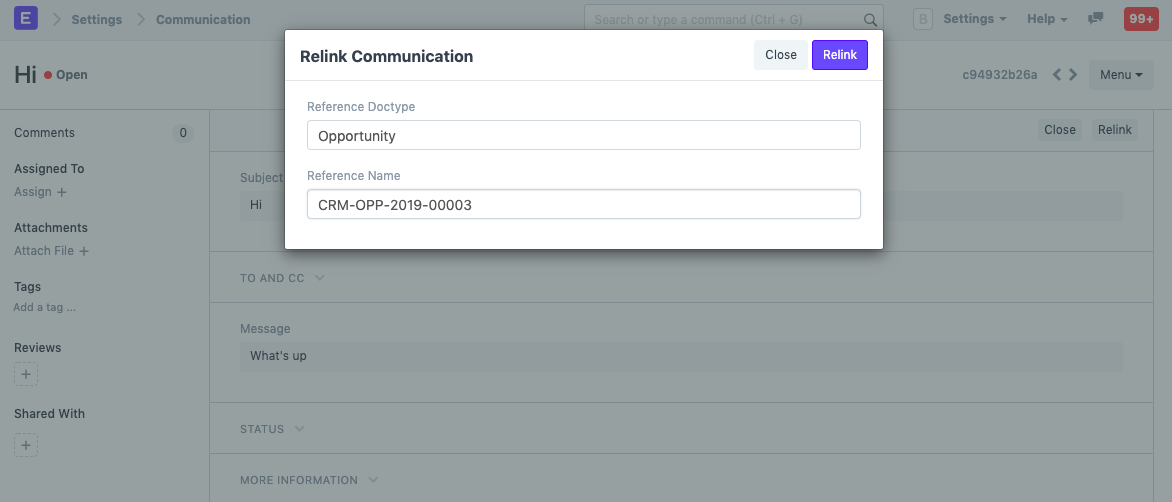 E Settings Communication Search or type a command (Ctrl + G) B Settings Help 99+
Relink Communication Close Relink
Hi Open c94932b26a Menu
Reference Doctype
Opportunity
Reference Name
CRM-OPP-2019-00003
Comments 0
Assigned To
Assign +
Attachments
Attach File +
Tags
Add a tag ...
Reviews
+
Shared With
+
Close Relink
Subject
Hi
TO AND CC
Message
What's up
STATUS
MORE INFORMATION